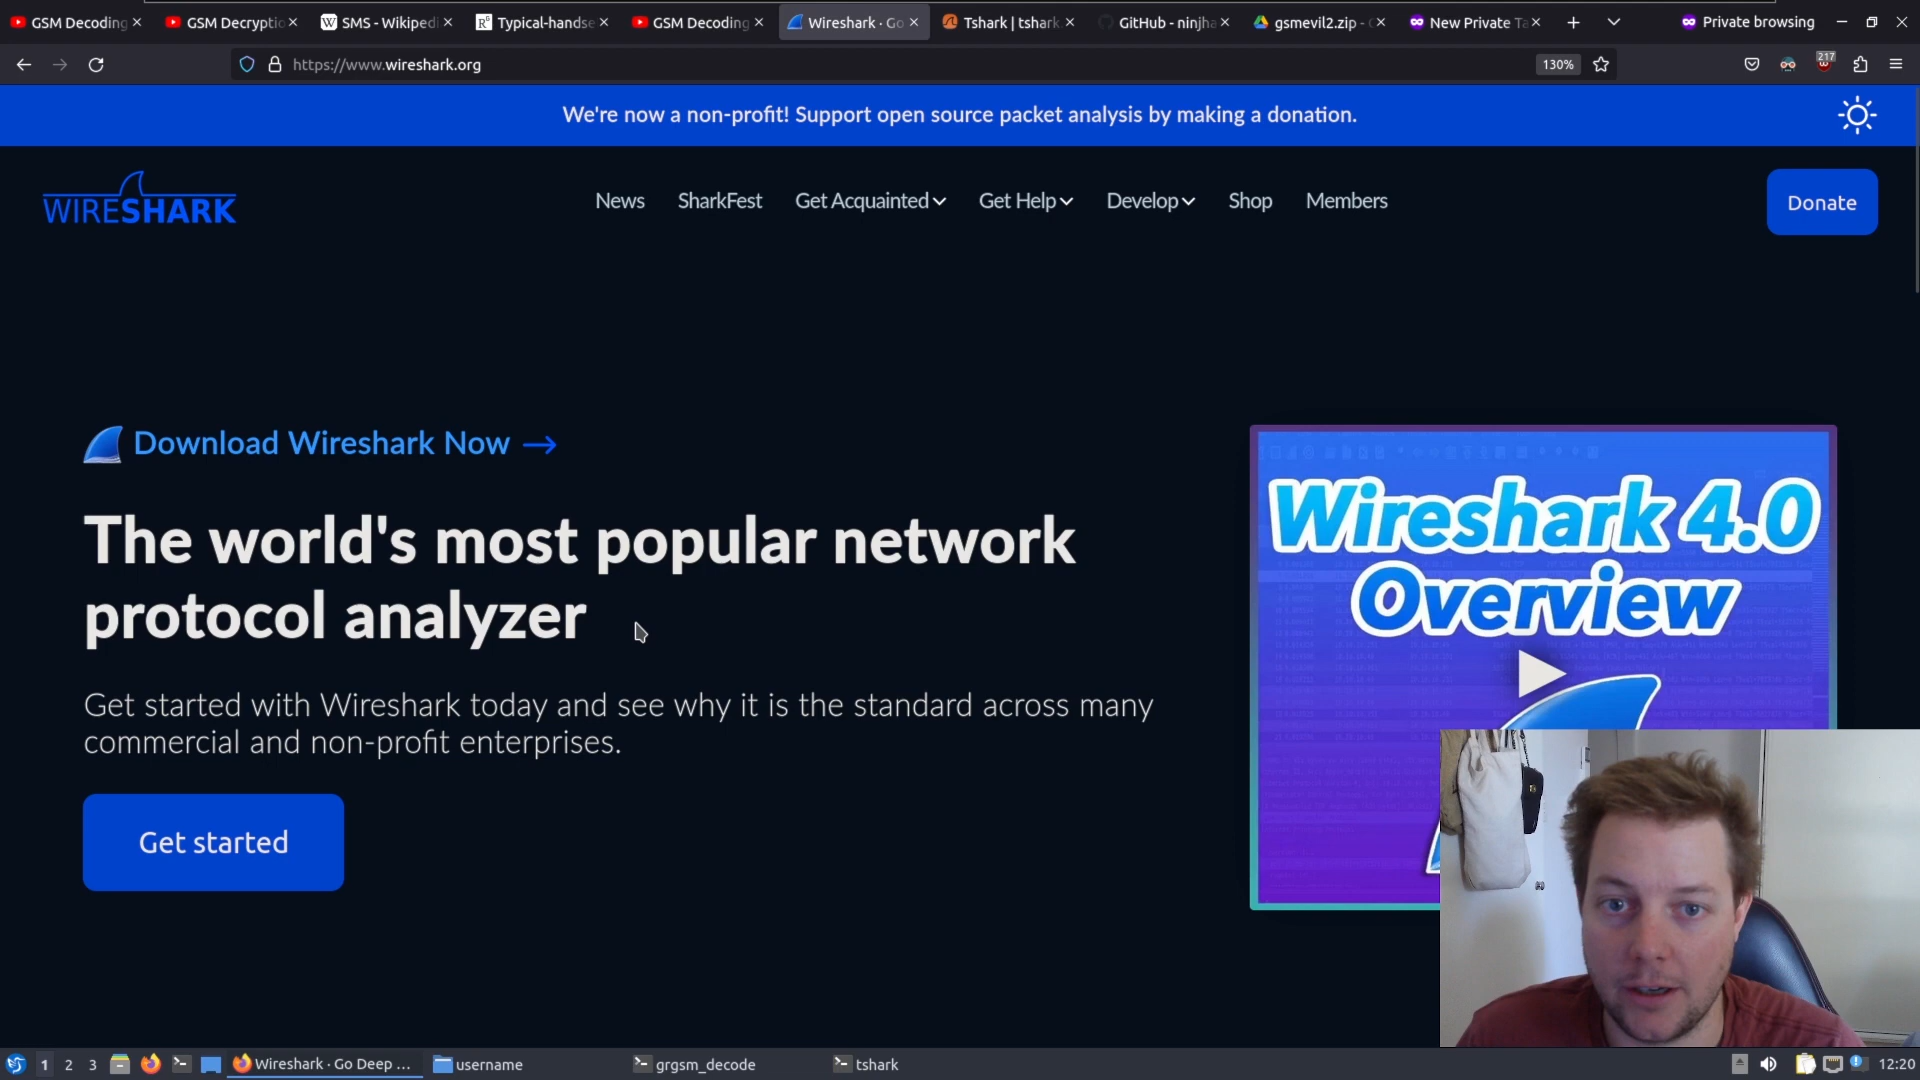 GSM Decoding
GSM Decryptio
SMS - Wikiped
Typical-handse
GSM Decoding
Wireshark · Go
Tshark | tshark
GitHub - ninjha
gsmevil2.zip -
New Private Ta
Private browsing
https://www.wireshark.org
130%
217
We're now a non-profit! Support open source packet analysis by making a donation.
WIRESHARK
News
SharkFest
Get Acquainted
Get Help
Develop
Shop
Members
Donate
Download Wireshark Now
The world's most popular network
protocol analyzer
Get started with Wireshark today and see why it is the standard across many
commercial and non-profit enterprises.
Get started
Wireshark 4.0
Overview
1 2 3
Wireshark · Go Deep ...
username
grgsm_decode
tshark
12:20